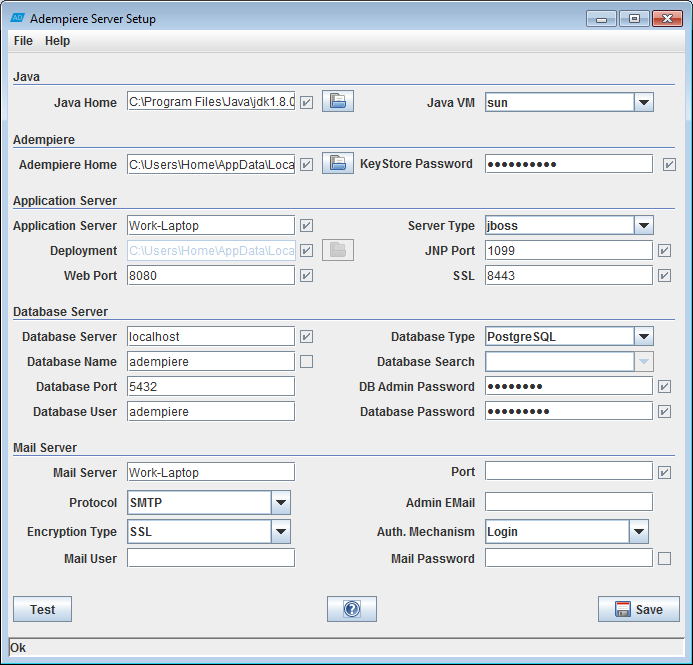 AD Adempiere Server Setup
File Help
Java
Java Home C:\Program Files\Java\jdk1.8.0 Java VM sun
Adempiere
Adempiere Home C:\Users\Home\AppData\Loca KeyStore Password ●●●●●●●●●●
Application Server
Application Server Work-Laptop Server Type jboss
Deployment C:\Users\Home\AppData\Loca JNP Port 1099
Web Port 8080 SSL 8443
Database Server
Database Server localhost Database Type PostgreSQL
Database Name adempiere Database Search
Database Port 5432 DB Admin Password ●●●●●●●●
Database User adempiere Database Password ●●●●●●●●●
Mail Server
Mail Server Work-Laptop Port
Protocol SMTP Admin EMail
Encryption Type SSL Auth. Mechanism Login
Mail User Mail Password
Test ? Save
Ok